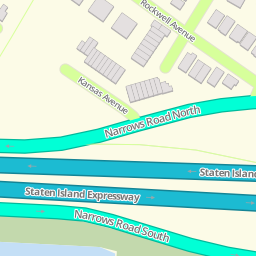 Rockwell Avenue
Kansas Avenue
Narrows Road North
Staten Island
Staten Island Expressway
Narrows Road South